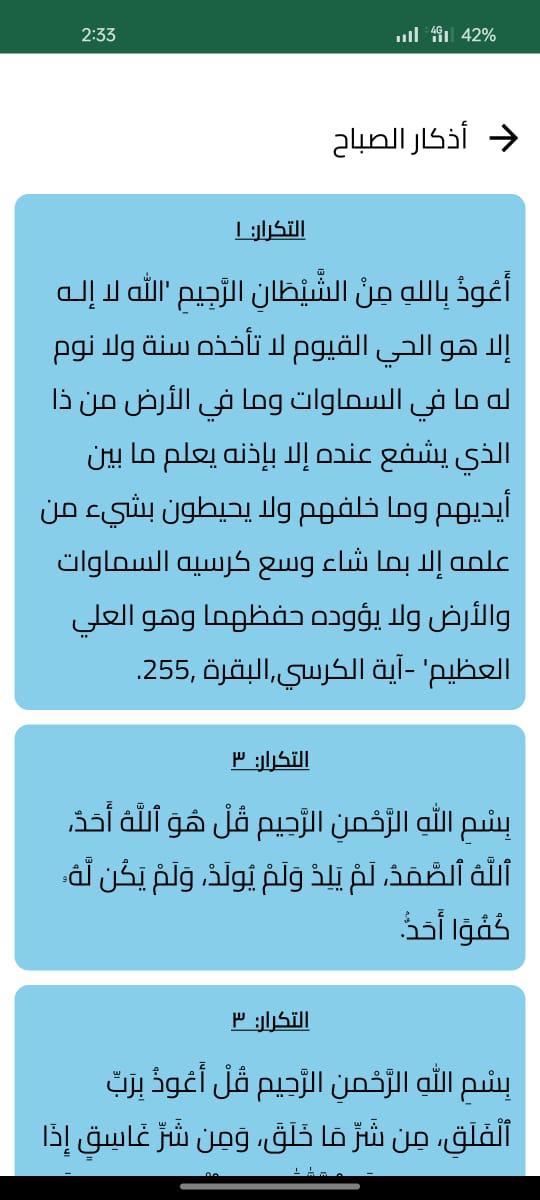 2:33
4G
42%
أذكار الصباح
التكرار: ١
أَعُوذُ بِاللهِ مِنْ الشَّيْطَانِ الرَّجِيمِ 'الله لا إلـه
إلا هو الحي القيوم لا تأخذه سنة ولا نوم
له ما في السماوات وما في الأرض من ذا
الذي يشفع عنده إلا بإذنه يعلم ما بين
أيديهم وما خلفهم ولا يحيطون بشيء من
علمه إلا بما شاء وسع كرسيه السماوات
والأرض ولا يؤوده حفظهما وهو العلي
العظيم' -آية الكرسي,البقرة ,255.
التكرار: ٣
بِسْمِ اللهِ الرَّحْمنِ الرَّحِيم قُلْ هُوَ ٱللَّهُ أَحَدٌ،
ٱللَّهُ ٱلصَّمَدُ، لَمْ يَلِدْ وَلَمْ يُولَدْ، وَلَمْ يَكُن لَّهُۥ
كُفُوًا أَحَدٌۢ.
التكرار: ٣
بِسْمِ اللهِ الرَّحْمنِ الرَّحِيم قُلْ أَعُوذُ بِرَبِّ
ٱلْفَلَقِ، مِن شَرِّ مَا خَلَقَ، وَمِن شَرِّ غَاسِقٍ إِذَا